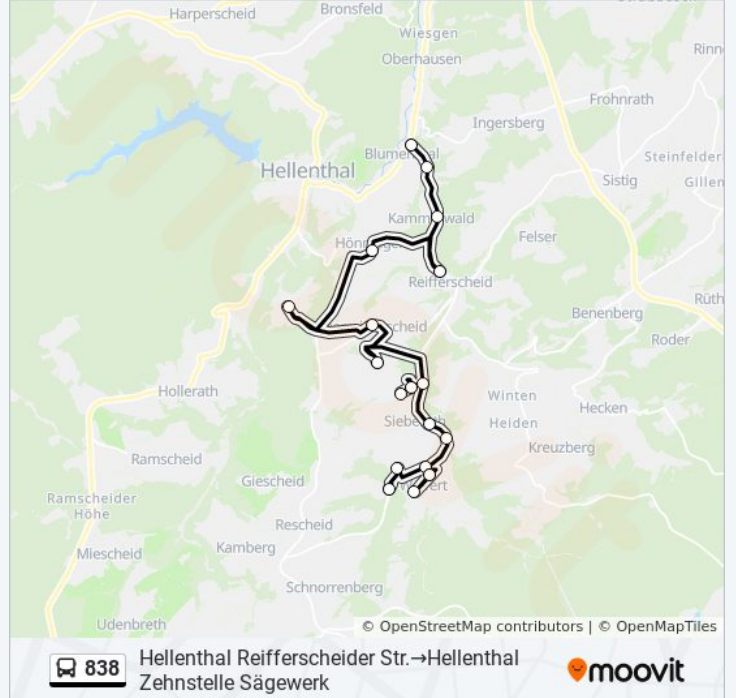 Harperscheid
Bronsfeld
Wiesgen
Oberhausen
Rinn
Frohnrath
Ingersberg
Steinfelder
Gillen
Sistig
Hellenthal
Felser
Reifferscheid
Rüth
Benenberg
Roder
Hollerath
Winten
Hecken
Heiden
Kreuzberg
Ramscheid
Giescheid
Ramscheider
Höhe
Rescheid
Kamberg
Miescheid
Schnorrenberg
Udenbreth
© OpenStreetMap contributors | © OpenMapTiles
838
Hellenthal Reifferscheider Str.→Hellenthal
Zehnstelle Sägewerk
moovit